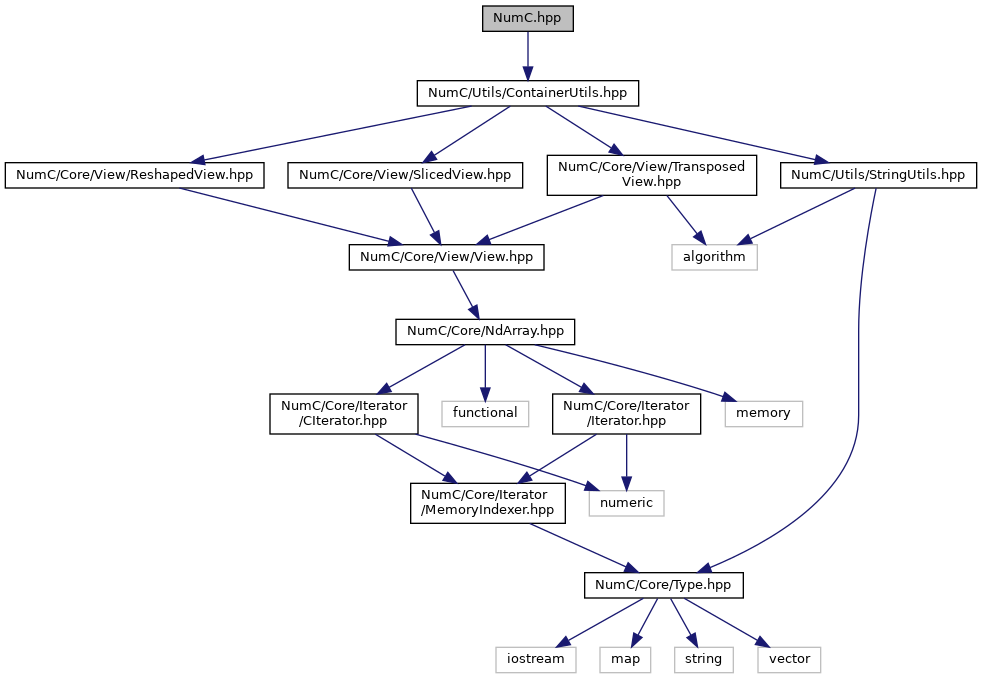 NumC.hpp
NumC/Utils/ContainerUtils.hpp
NumC/Core/View/ReshapedView.hpp
NumC/Core/View/SlicedView.hpp
NumC/Core/View/Transposed
View.hpp
NumC/Utils/StringUtils.hpp
NumC/Core/View/View.hpp
algorithm
NumC/Core/NdArray.hpp
NumC/Core/Iterator
/CIterator.hpp
functional
NumC/Core/Iterator
/Iterator.hpp
memory
NumC/Core/Iterator
/MemoryIndexer.hpp
numeric
NumC/Core/Type.hpp
iostream
map
string
vector